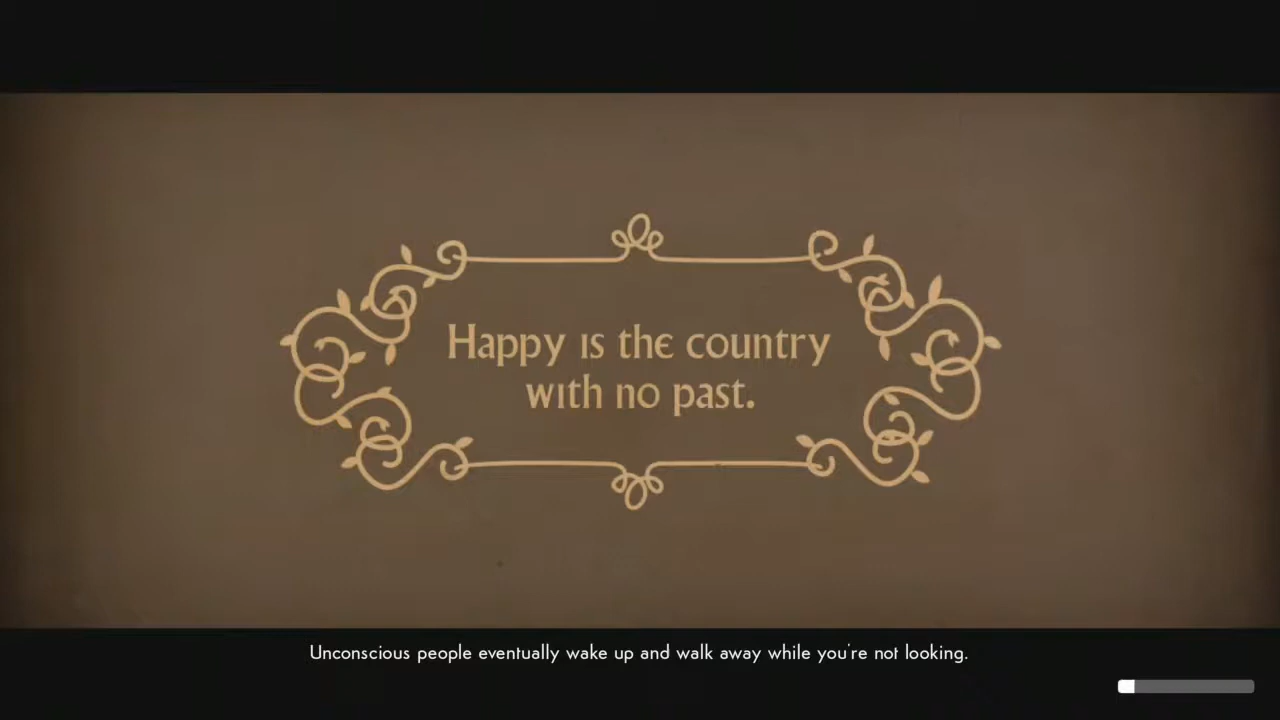 Happy is the country
with no past.
Unconscious people eventually wake up and walk away while you're not looking.